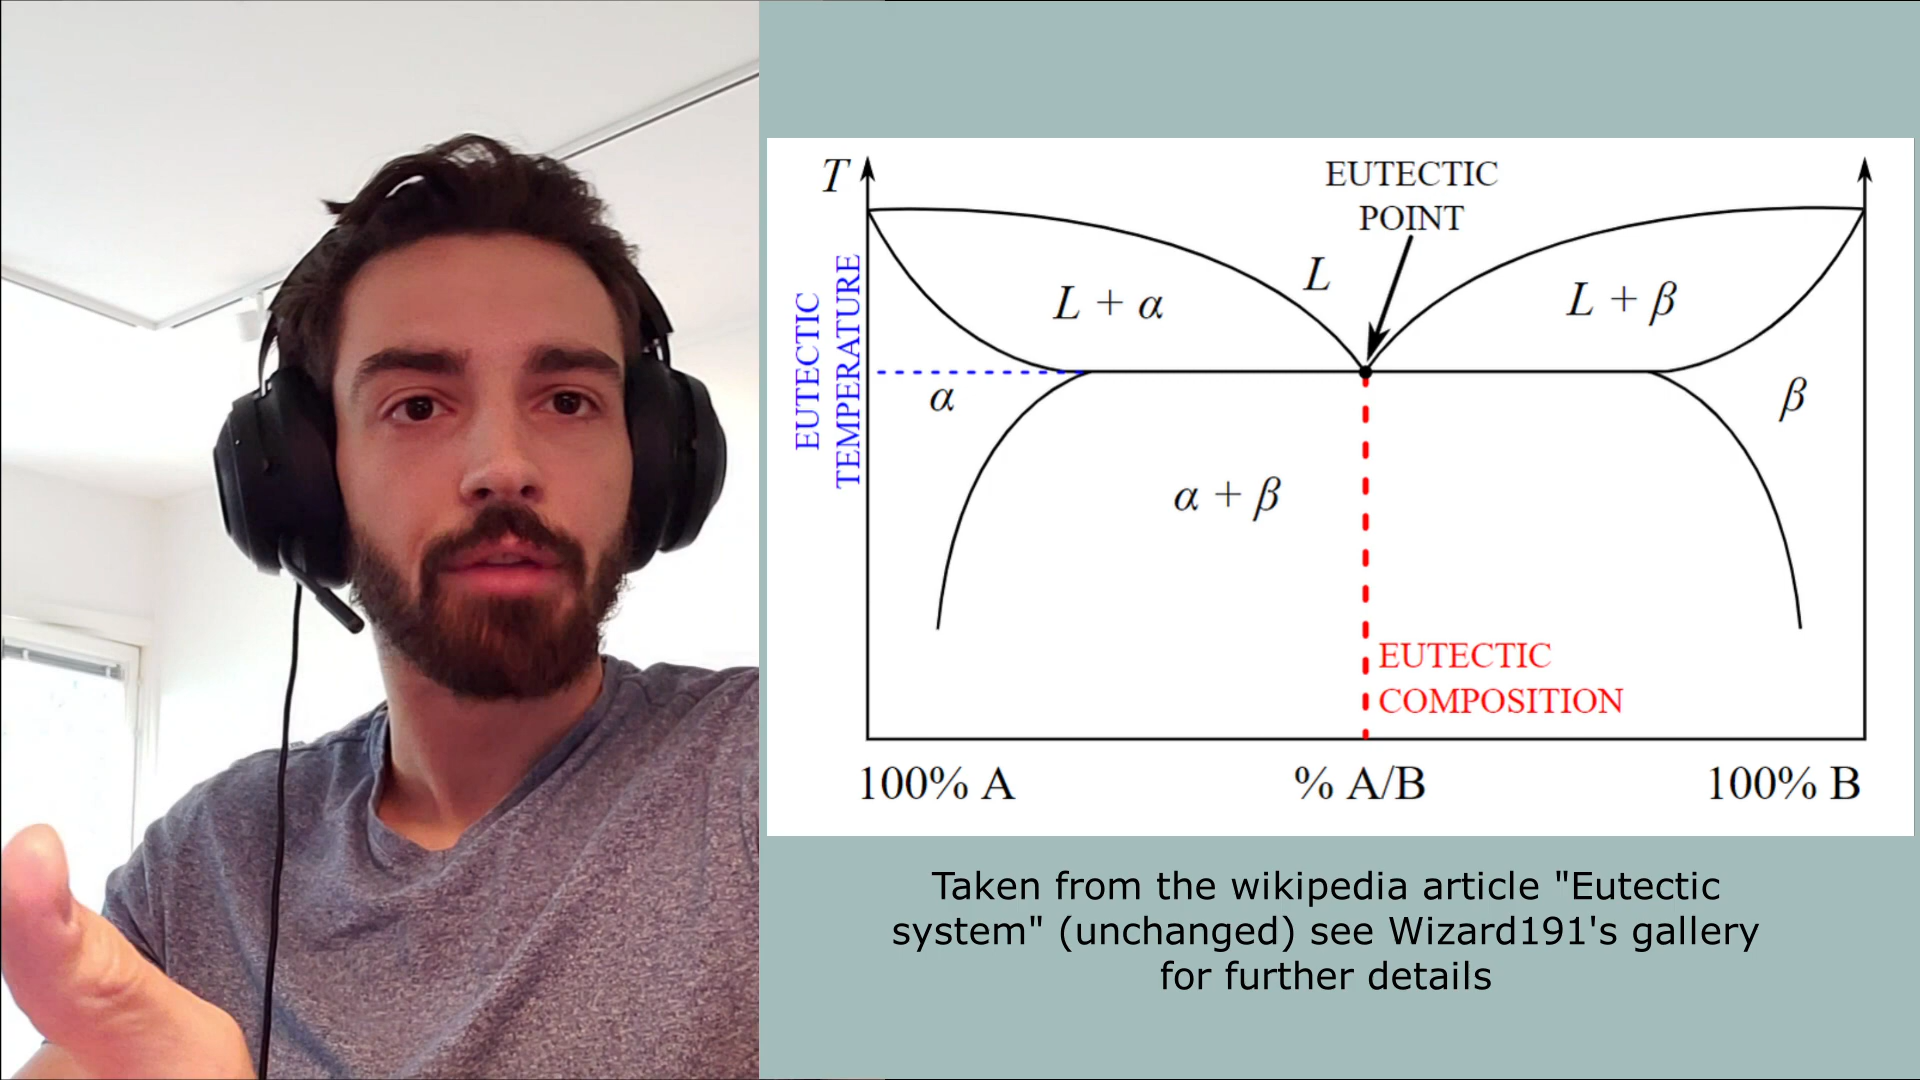 T
EUTECTIC
POINT
L
L + α
L + β
EUTECTIC
TEMPERATURE
α
β
α + β
EUTECTIC
COMPOSITION
100% A
% A/B
100% B
Taken from the wikipedia article "Eutectic
system" (unchanged) see Wizard191's gallery
for further details